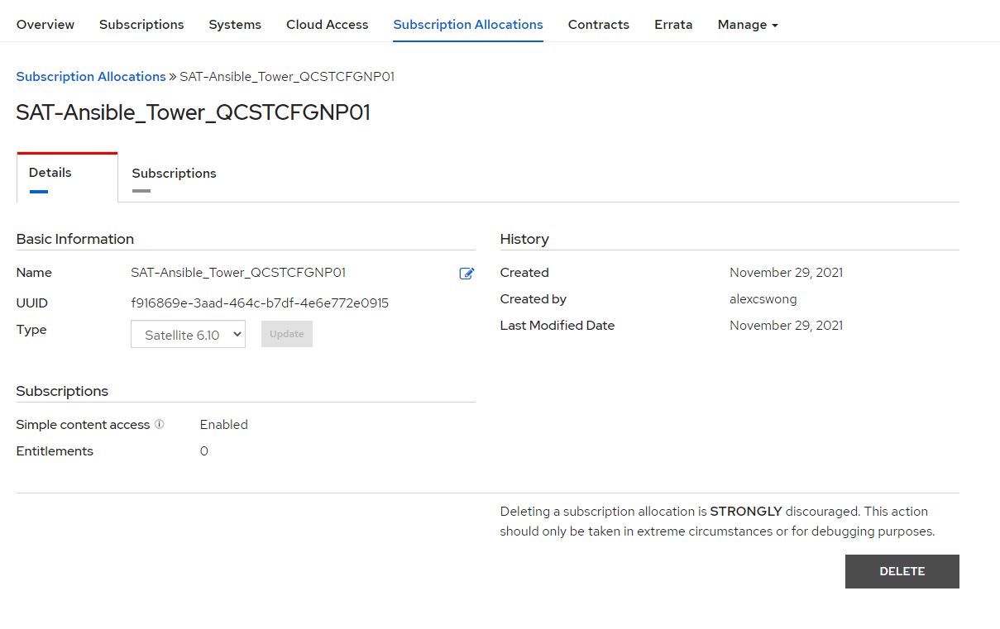 Overview Subscriptions Systems Cloud Access Subscription Allocations Contracts Errata Manage
Subscription Allocations » SAT-Ansible_Tower_QCSTCFGNP01
SAT-Ansible_Tower_QCSTCFGNP01
Details Subscriptions
Basic Information
Name SAT-Ansible_Tower_QCSTCFGNP01
UUID f916869e-3aad-464c-b7df-4e6e772e0915
Type Satellite 6.10 Update
History
Created November 29, 2021
Created by alexcswong
Last Modified Date November 29, 2021
Subscriptions
Simple content access Enabled
Entitlements 0
Deleting a subscription allocation is STRONGLY discouraged. This action
should only be taken in extreme circumstances or for debugging purposes.
DELETE